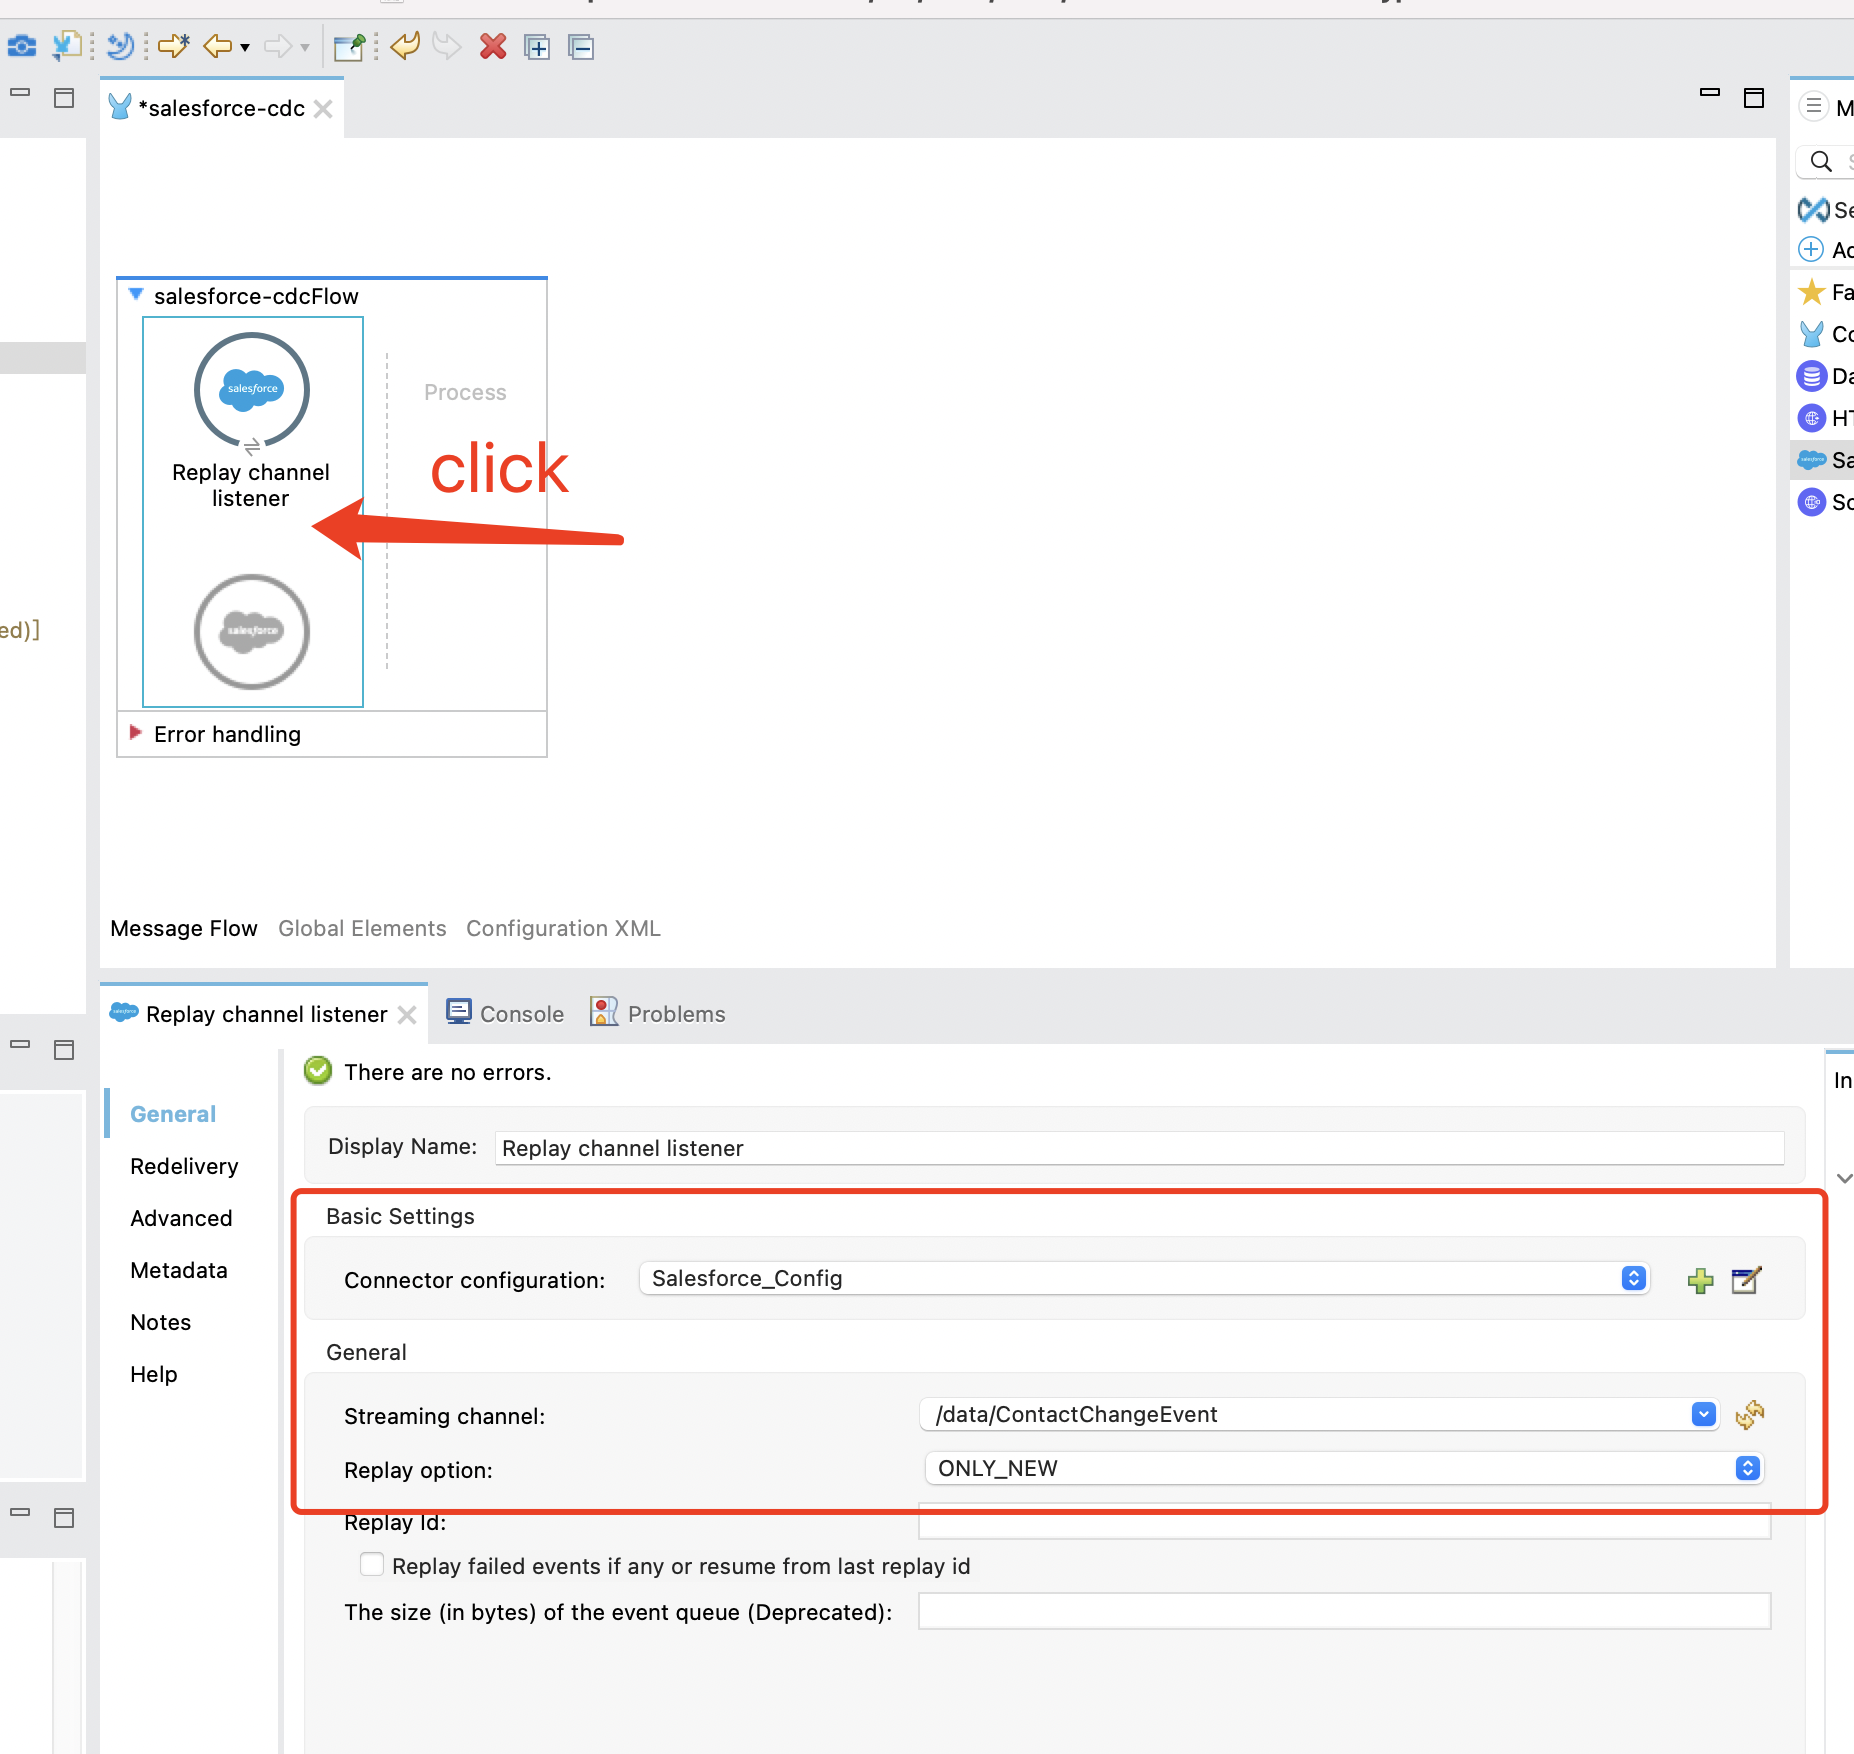 *salesforce-cdc
salesforce-cdcFlow
salesforce
Replay channel
listener
Process
click
salesforce
Error handling
ed)]
Message Flow Global Elements Configuration XML
M
S
Se
Ad
Fa
Co
Da
HT
Sa
So
Replay channel listener Console Problems
There are no errors.
In
General
Redelivery
Advanced
Metadata
Notes
Help
Display Name: Replay channel listener
Basic Settings
Connector configuration: Salesforce_Config
General
Streaming channel: /data/ContactChangeEvent
Replay option: ONLY_NEW
Replay Id:
Replay failed events if any or resume from last replay id
The size (in bytes) of the event queue (Deprecated):